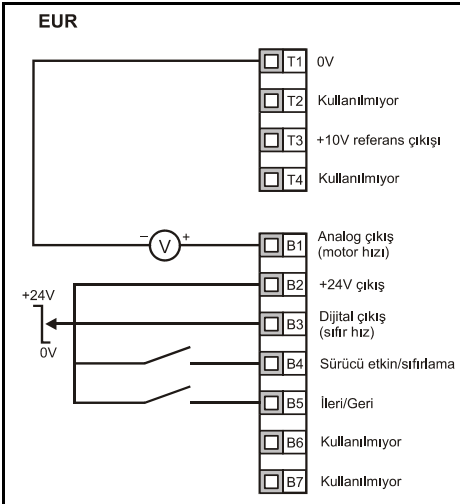 EUR
T1 0V
T2 Kullanılmıyor
T3 +10V referans çıkışı
T4 Kullanılmıyor
– V +
B1 Analog çıkış
(motor hızı)
B2 +24V çıkış
+24V
B3 Dijital çıkış
(sıfır hız)
0V
B4 Sürücü etkin/sıfırlama
B5 İleri/Geri
B6 Kullanılmıyor
B7 Kullanılmıyor